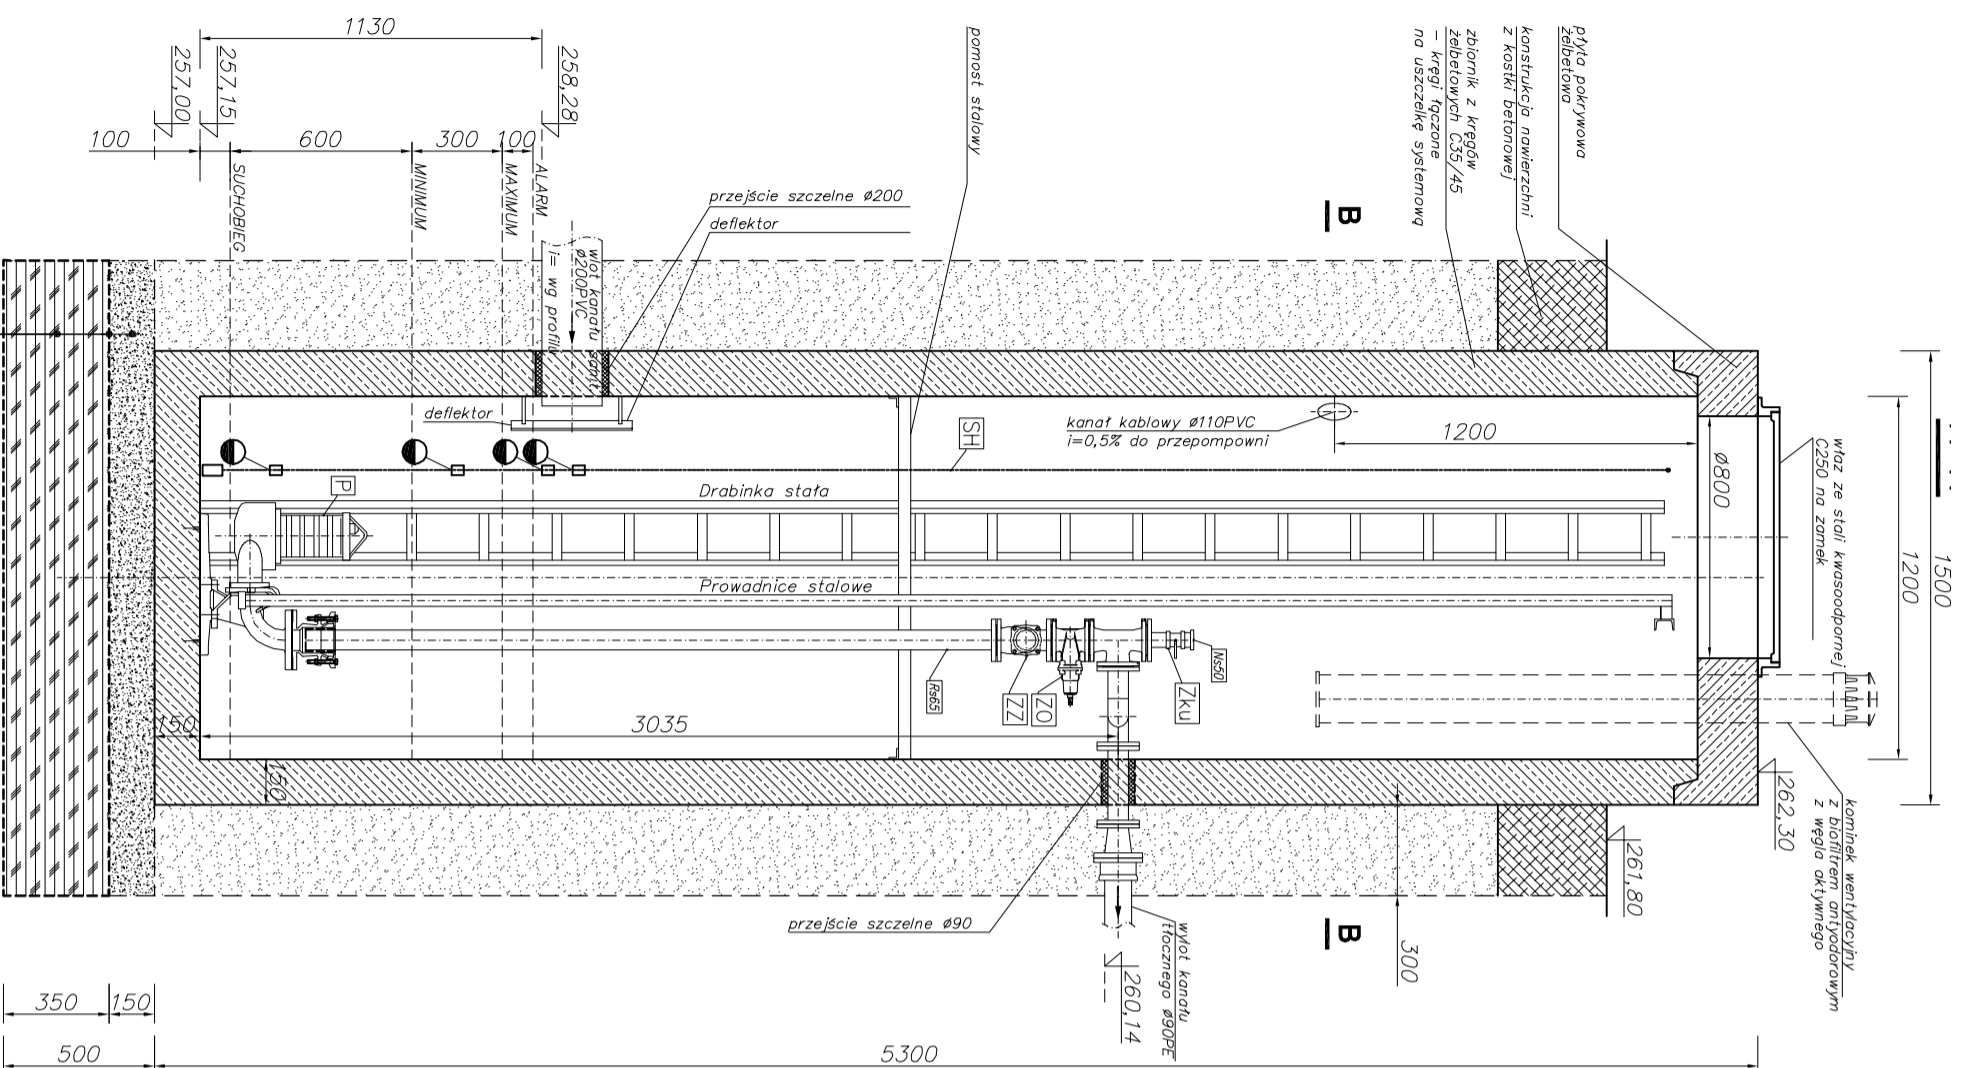 1130
258,28
257,15
257,00
100
600
300
100
ALARM
MAXIMUM
MINIMUM
SUCHOBIEG
przejście szczelne ø200
deflektor
wlot kanału sanit.
ø200PVC
i= wg profilu
pomost stalowy
B
zbiornik z kręgów
żelbetowych C35/45
– kręgi łączone
na uszczelkę systemową
konstrukcja nawierzchni
z kostki betonowej
płyta pokrywowa
żelbetowa
deflektor
SH
kanał kablowy ø110PVC
i=0,5% do przepompowni
1200
ø800
właz ze stali kwasoodpornej
C250 na zamek
1500
1200
Drabinka stała
P
Prowadnice stalowe
Rs65
ZZ
ZO
Zku
Ns50
150
3035
150
kominek wentylacyjny
z biofiltrem antyodorowym
z węgla aktywnego
262,30
261,80
300
B
przejście szczelne ø90
wylot kanału
tłocznego ø90PE
260,14
350
150
500
5300